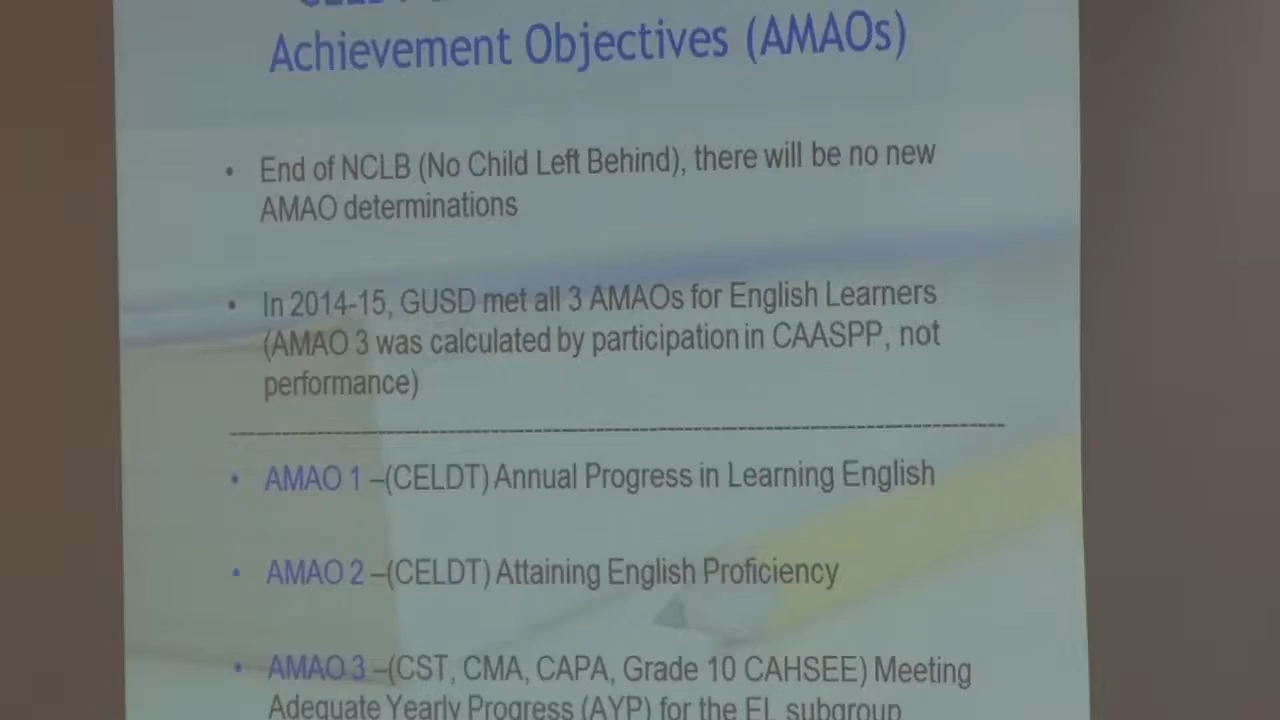 CELDT
Achievement Objectives (AMAOs)
• End of NCLB (No Child Left Behind), there will be no new
AMAO determinations
• In 2014-15, GUSD met all 3 AMAOs for English Learners
(AMAO 3 was calculated by participation in CAASPP, not
performance)
• AMAO 1 –(CELDT) Annual Progress in Learning English
• AMAO 2 –(CELDT) Attaining English Proficiency
• AMAO 3 –(CST, CMA, CAPA, Grade 10 CAHSEE) Meeting
Adequate Yearly Progress (AYP) for the EL subgroup